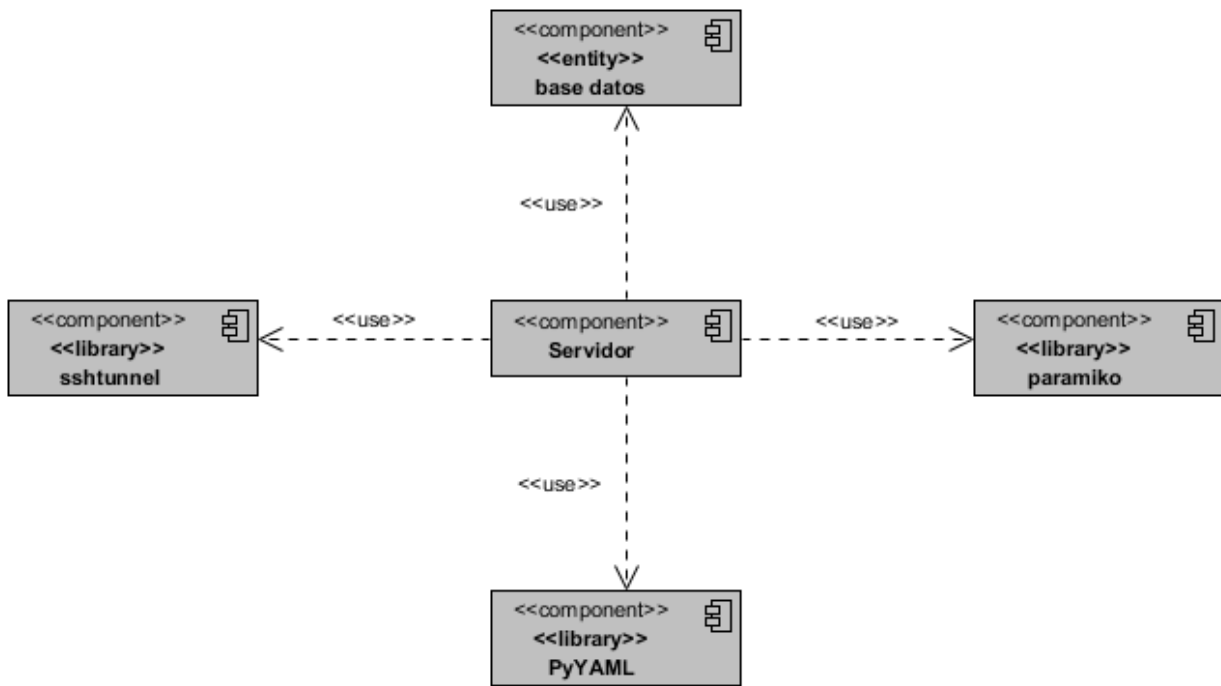 <<component>>
<<entity>>
base datos
<<use>>
<<component>>
<<library>>
sshtunnel
<<use>>
<<component>>
Servidor
<<use>>
<<component>>
<<library>>
paramiko
<<use>>
<<component>>
<<library>>
PyYAML